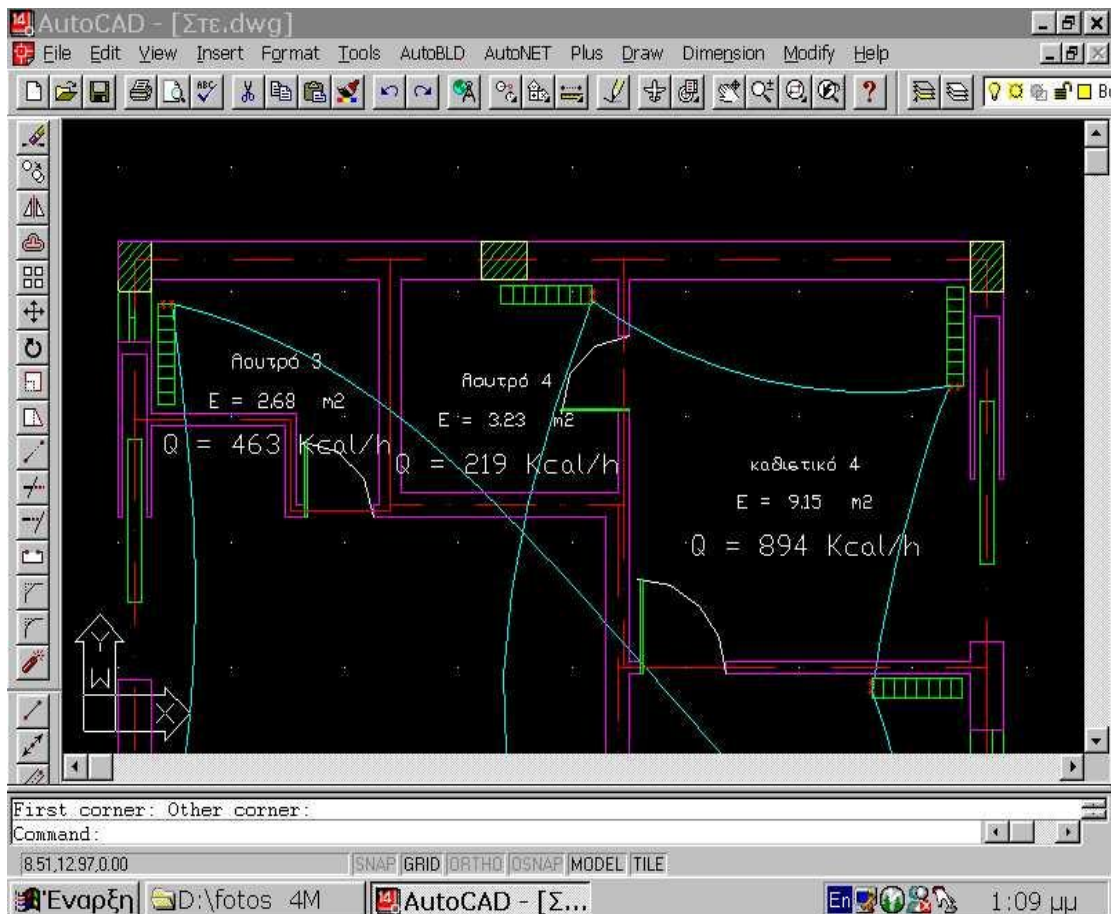 AutoCAD - [Στε.dwg]
File Edit View Insert Format Tools AutoBLD AutoNET Plus Draw Dimension Modify Help
ABC
λουτρό 3
E = 2.68 m2
Q = 463 Kcal/h
λουτρό 4
E = 3.23 m2
Q = 219 Kcal/h
καθιστικό 4
E = 9.15 m2
Q = 894 Kcal/h
Y
W
X
First corner: Other corner:
Command:
8.51,12.97,0.00 SNAP GRID ORTHO OSNAP MODEL TILE
Έναρξη D:\fotos 4M AutoCAD - [Σ... En 1:09 μμ